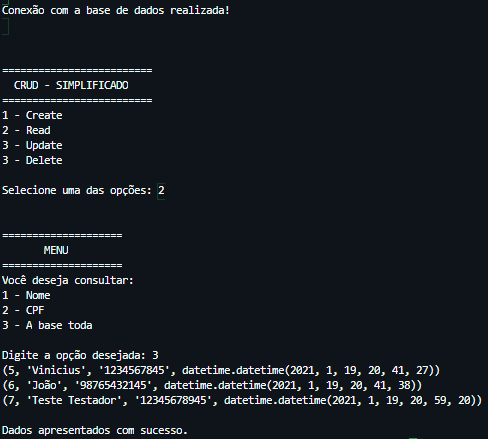 Conexão com a base de dados realizada!
=========================
CRUD - SIMPLIFICADO
=========================
1 - Create
2 - Read
3 - Update
3 - Delete
Selecione uma das opções: 2
====================
MENU
====================
Você deseja consultar:
1 - Nome
2 - CPF
3 - A base toda
Digite a opção desejada: 3
(5, 'Vinicius', '1234567845', datetime.datetime(2021, 1, 19, 20, 41, 27))
(6, 'João', '98765432145', datetime.datetime(2021, 1, 19, 20, 41, 38))
(7, 'Teste Testador', '12345678945', datetime.datetime(2021, 1, 19, 20, 59, 20))
Dados apresentados com sucesso.